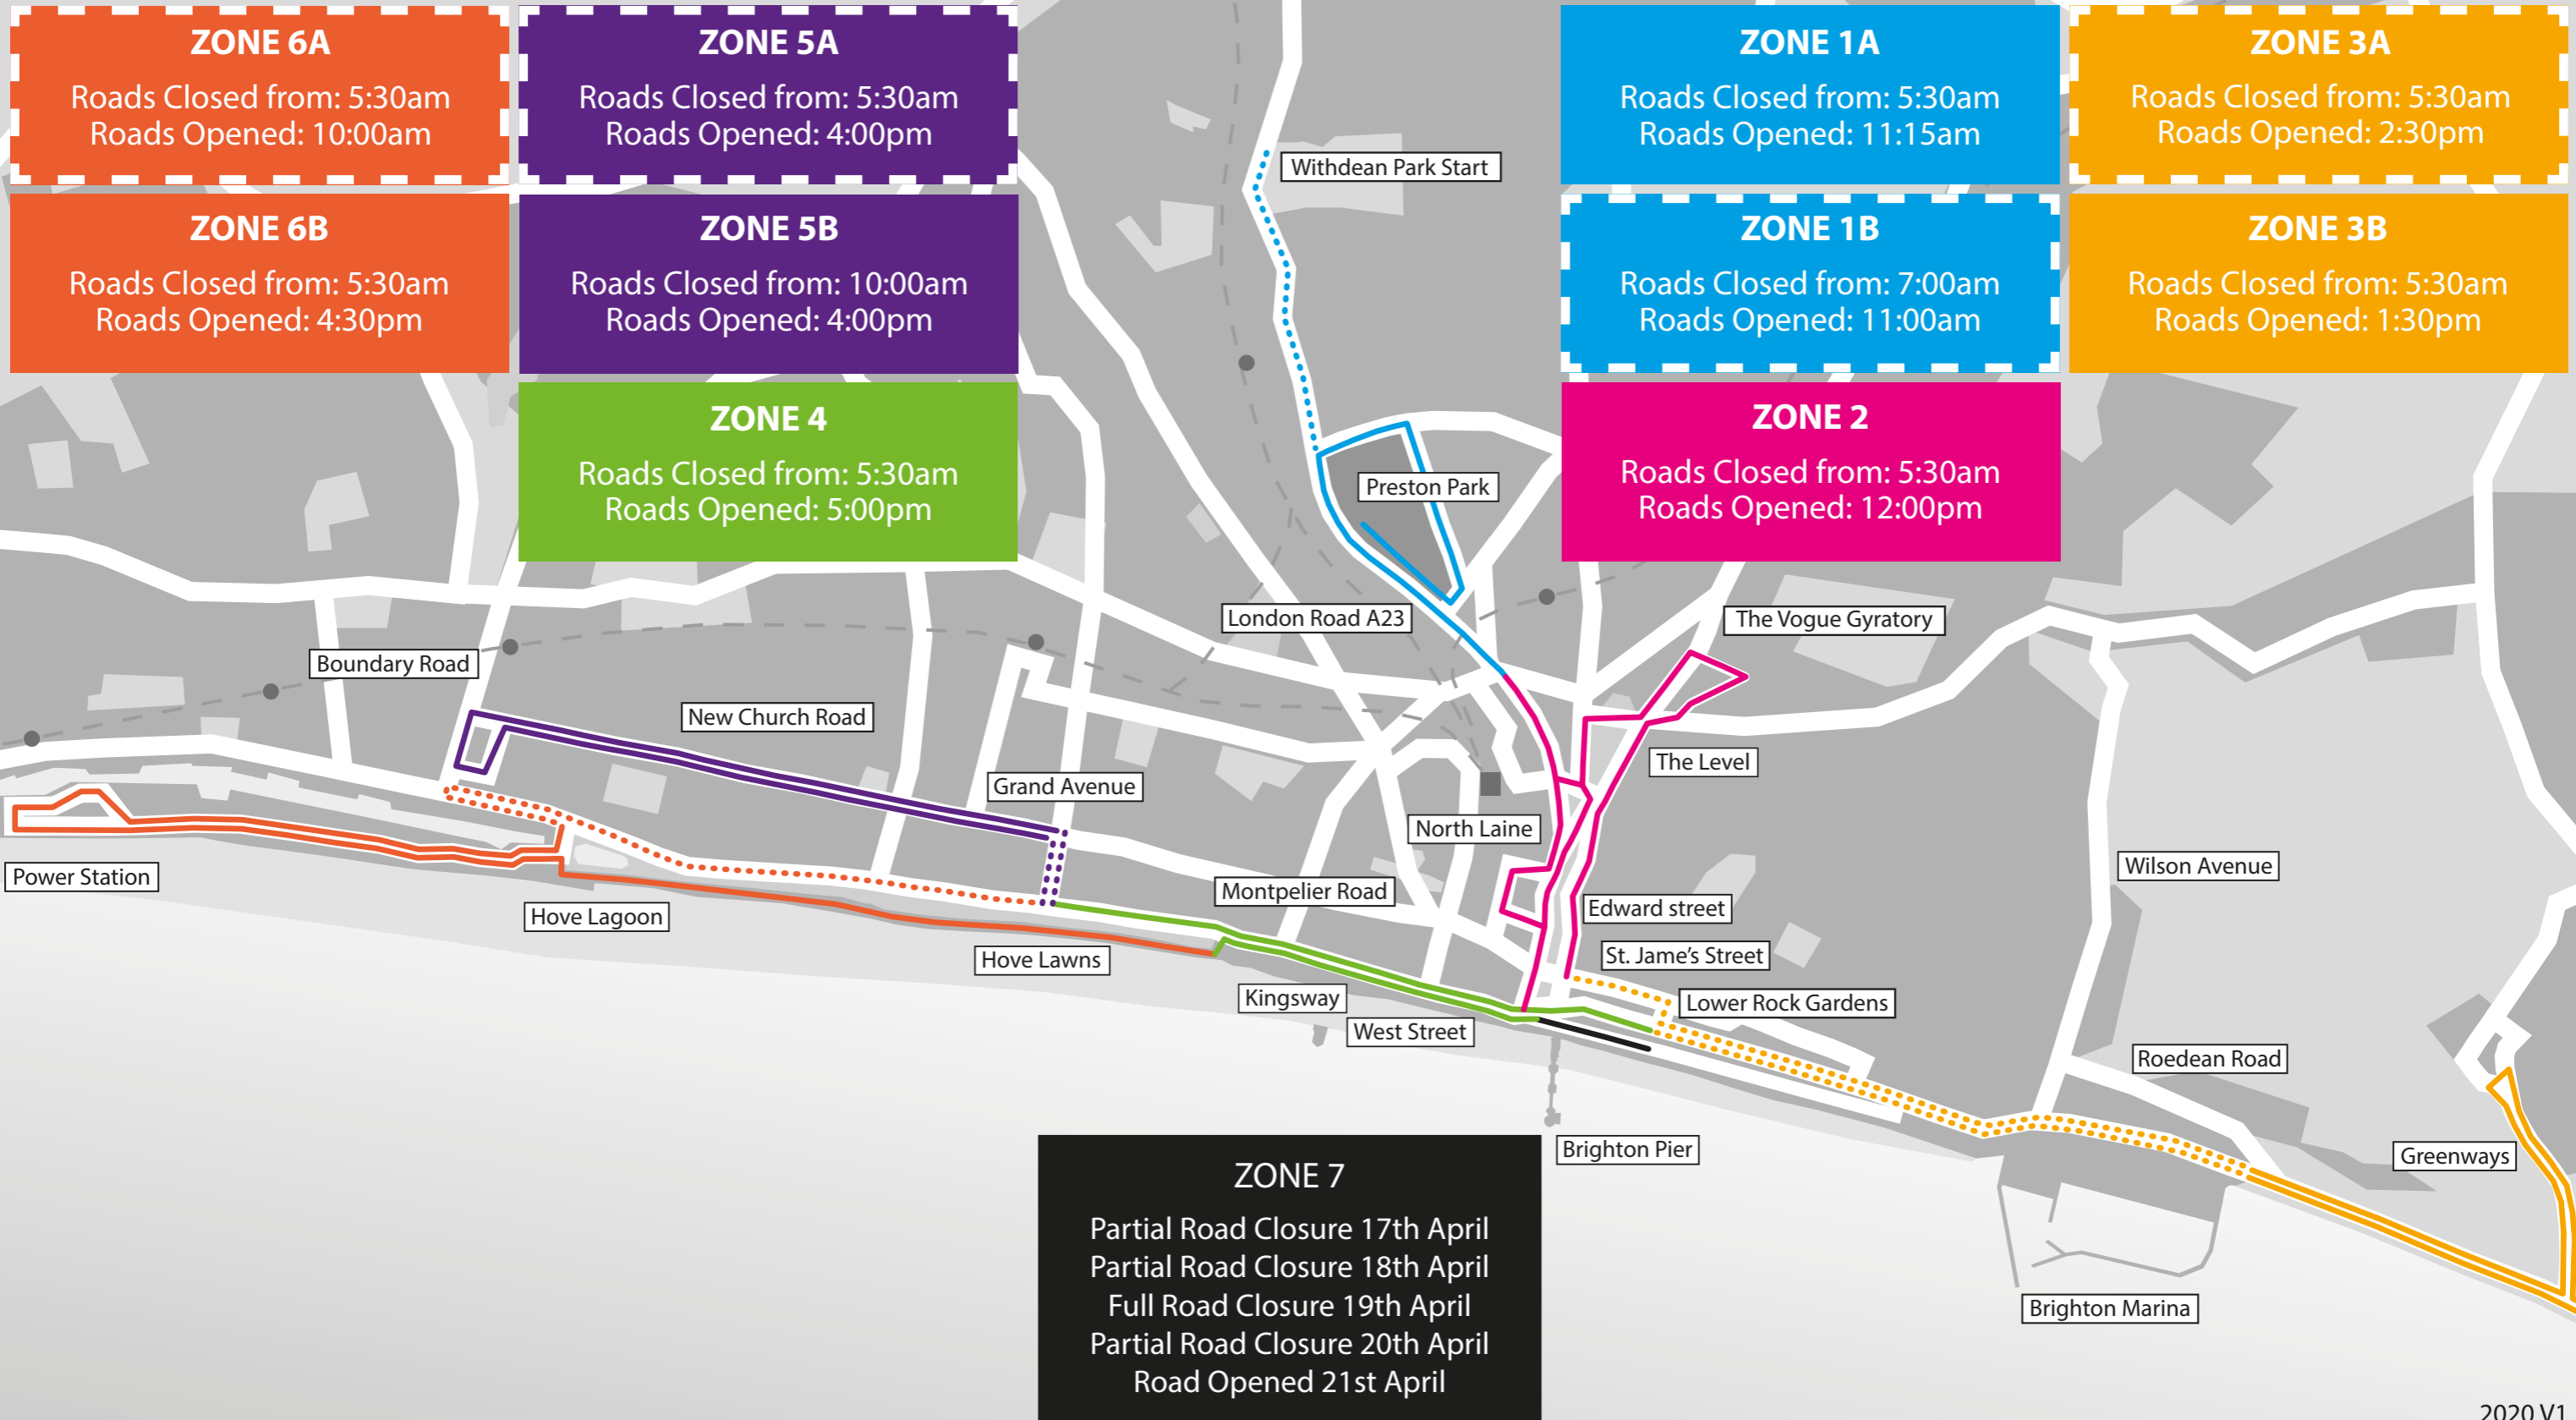 ZONE 6A
Roads Closed from: 5:30am
Roads Opened: 10:00am
ZONE 5A
Roads Closed from: 5:30am
Roads Opened: 4:00pm
ZONE 1A
Roads Closed from: 5:30am
Roads Opened: 11:15am
ZONE 3A
Roads Closed from: 5:30am
Roads Opened: 2:30pm
ZONE 6B
Roads Closed from: 5:30am
Roads Opened: 4:30pm
ZONE 5B
Roads Closed from: 10:00am
Roads Opened: 4:00pm
ZONE 1B
Roads Closed from: 7:00am
Roads Opened: 11:00am
ZONE 3B
Roads Closed from: 5:30am
Roads Opened: 1:30pm
ZONE 4
Roads Closed from: 5:30am
Roads Opened: 5:00pm
ZONE 2
Roads Closed from: 5:30am
Roads Opened: 12:00pm
Withdean Park Start
Preston Park
London Road A23
The Vogue Gyratory
Boundary Road
New Church Road
The Level
Grand Avenue
North Laine
Wilson Avenue
Power Station
Montpelier Road
Edward street
Hove Lagoon
St. Jame's Street
Hove Lawns
Kingsway
Lower Rock Gardens
West Street
Roedean Road
Brighton Pier
Greenways
Brighton Marina
ZONE 7
Partial Road Closure 17th April
Partial Road Closure 18th April
Full Road Closure 19th April
Partial Road Closure 20th April
Road Opened 21st April
2020 V1